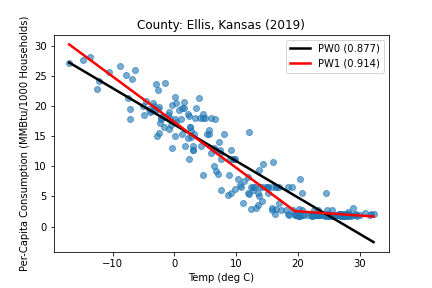 County: Ellis, Kansas (2019)
PW0 (0.877)
PW1 (0.914)
Per-Capita Consumption (MMBtu/1000 Households)
30
25
20
15
10
5
0
−10 0 10 20 30
Temp (deg C)